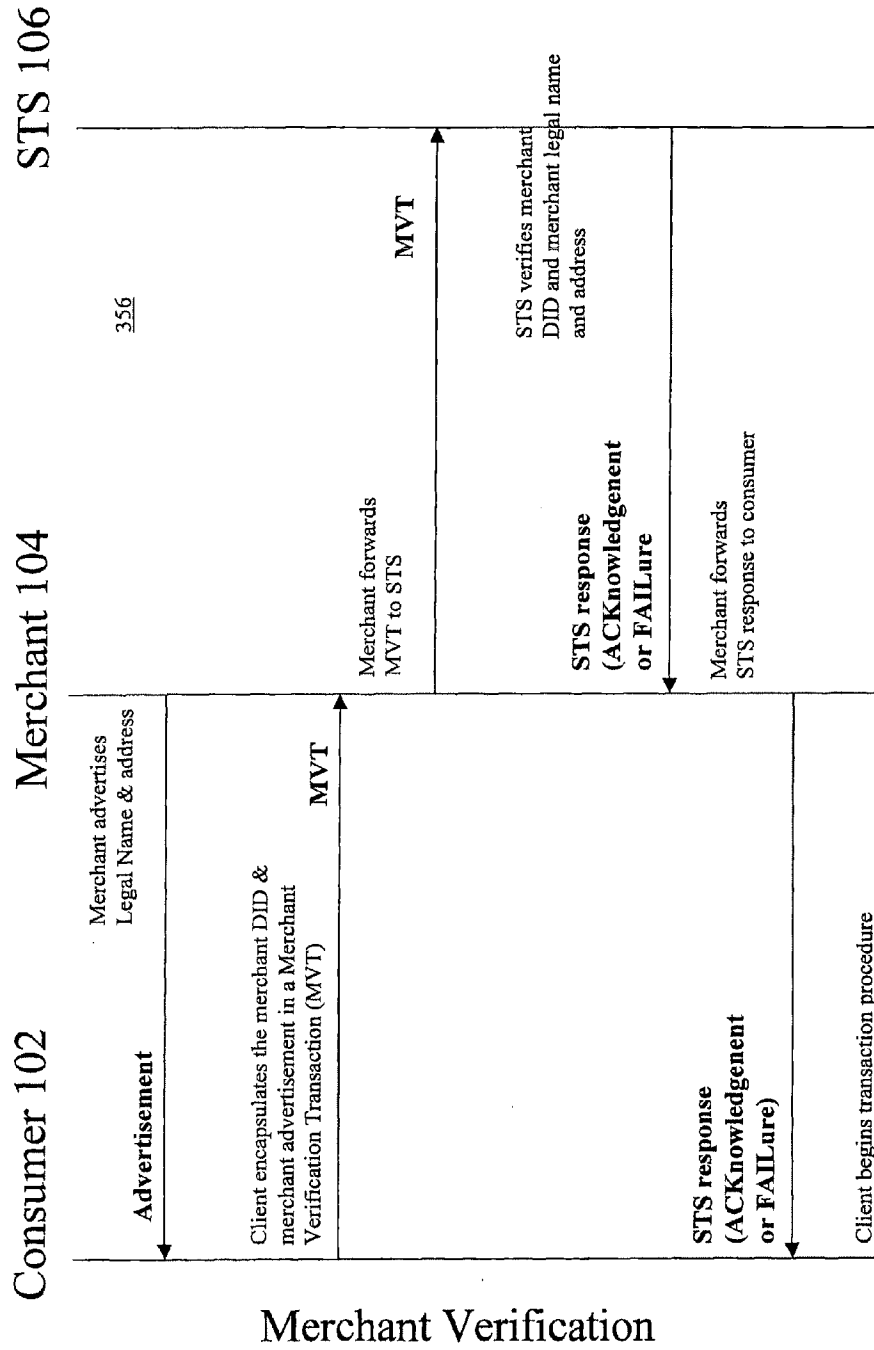 Merchant Verification
Consumer 102
Merchant 104
STS 106
356
Merchant advertises
Legal Name & address
Advertisement
Client encapsulates the merchant DID &
merchant advertisement in a Merchant
Verification Transaction (MVT)
MVT
Merchant forwards
MVT to STS
MVT
STS verifies merchant
DID and merchant legal name
and address
STS response
(ACKnowledgenent
or FAILure
Merchant forwards
STS response to consumer
STS response
(ACKnowledgenent
or FAILure)
Client begins transaction procedure